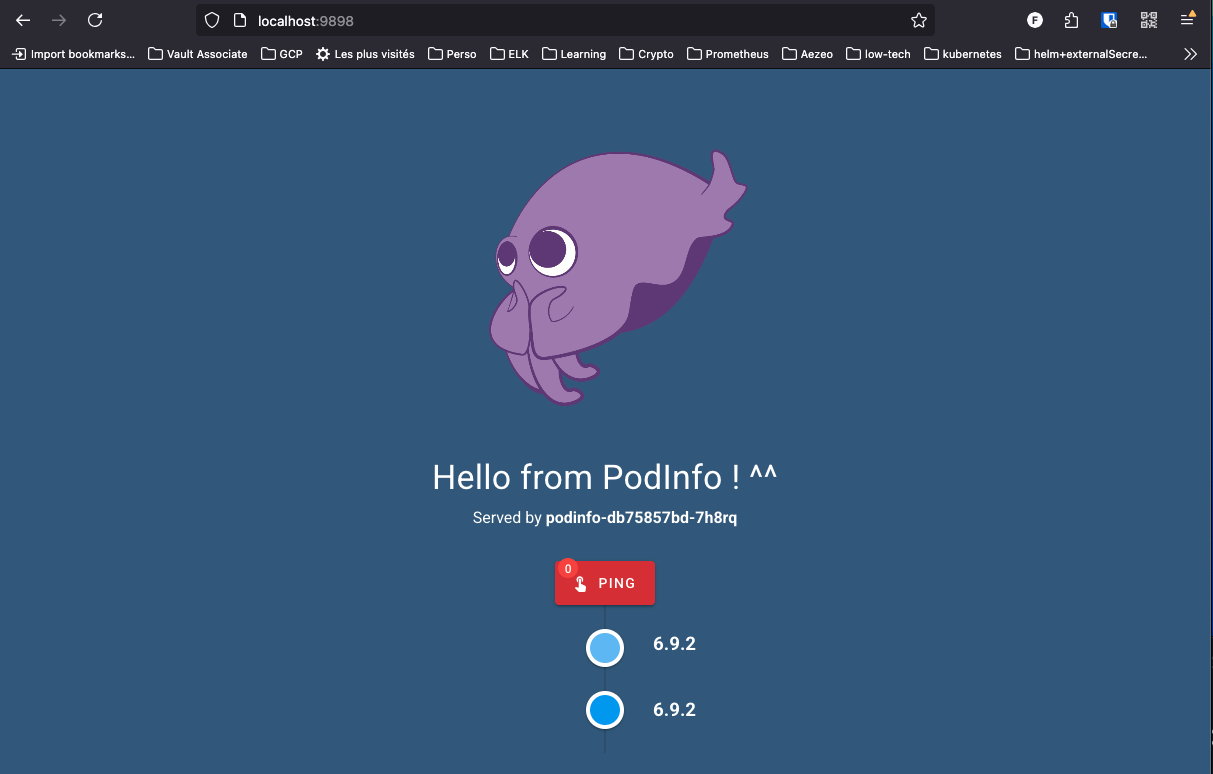 localhost:9898
F
Import bookmarks... Vault Associate GCP Les plus visités Perso ELK Learning Crypto Prometheus Aezeo low-tech kubernetes helm+externalSecre...
Hello from PodInfo ! ^^
Served by podinfo-db75857bd-7h8rq
0
PING
6.9.2
6.9.2